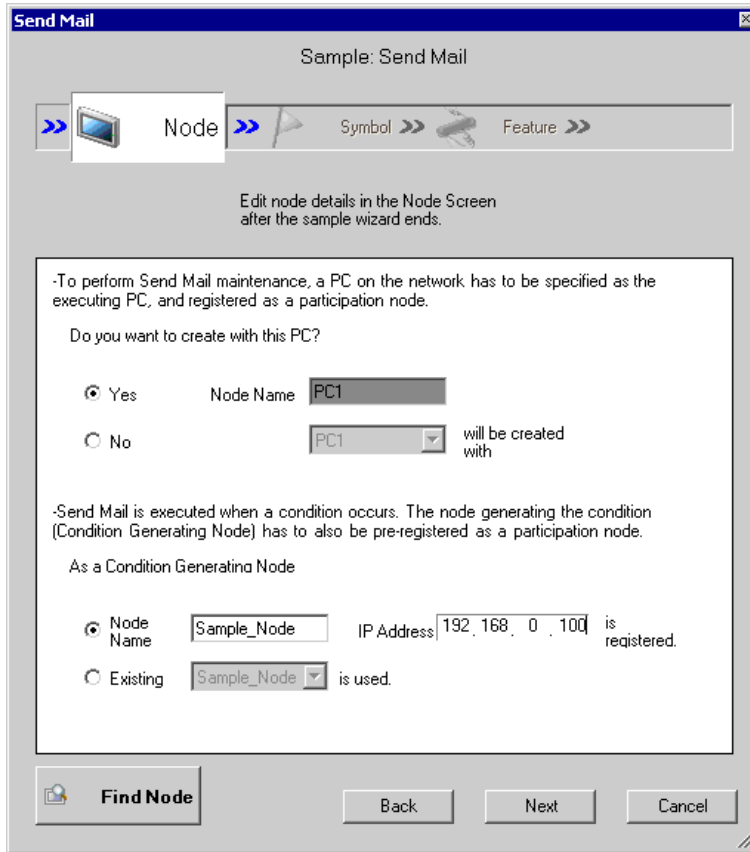 Send Mail
Sample: Send Mail
Node
Symbol
Feature
Edit node details in the Node Screen
after the sample wizard ends.
-To perform Send Mail maintenance, a PC on the network has to be specified as the
executing PC, and registered as a participation node.
Do you want to create with this PC?
Yes Node Name PC1
No PC1 will be created
with
-Send Mail is executed when a condition occurs. The node generating the condition
(Condition Generating Node) has to also be pre-registered as a participation node.
As a Condition Generating Node
Node
Name Sample_Node IP Address 192. 168. 0 . 100 is
registered.
Existing Sample_Node is used.
Find Node Back Next Cancel